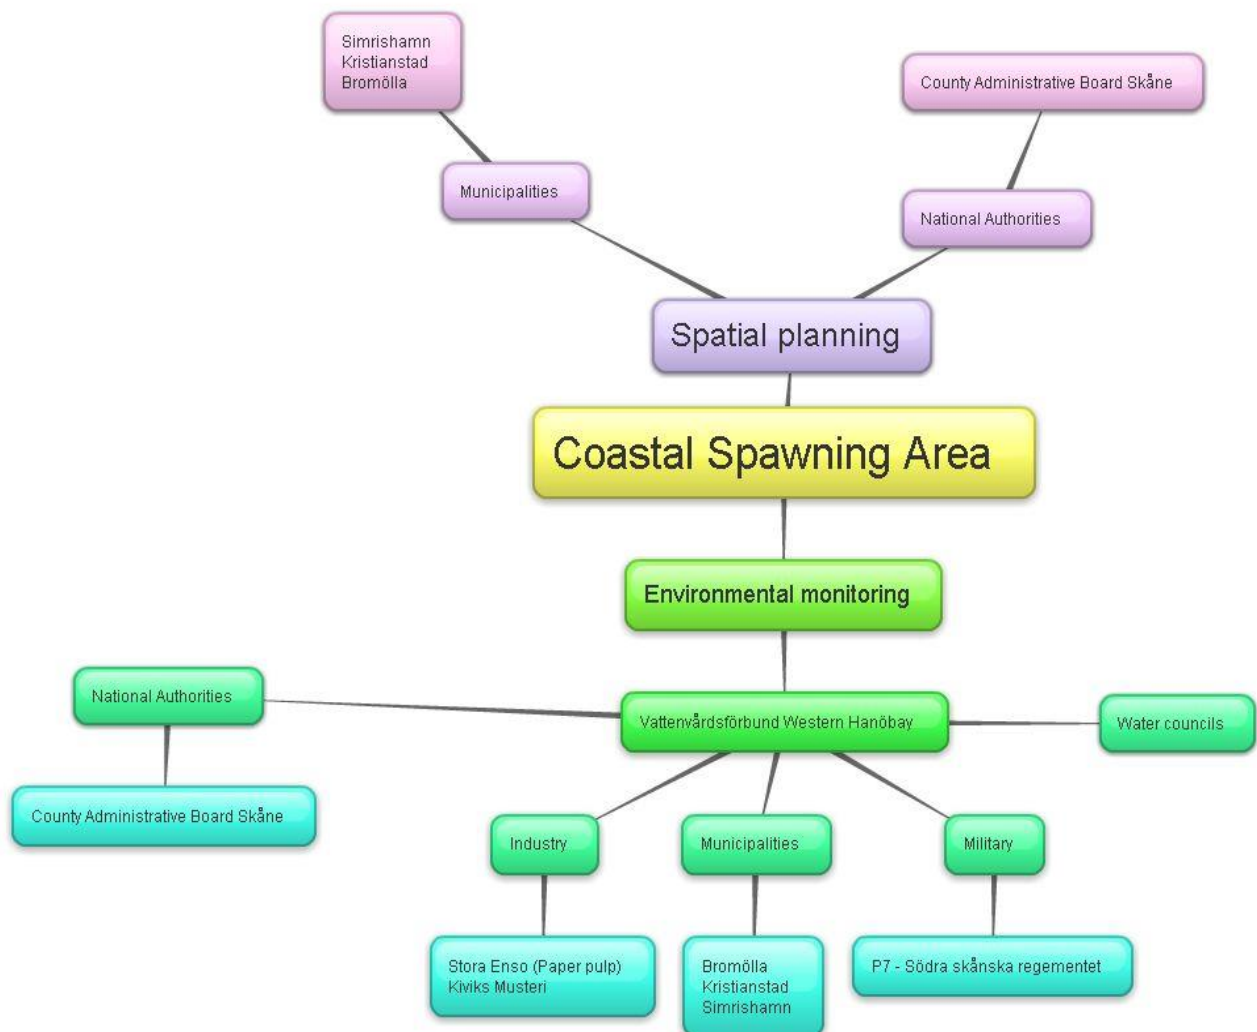 Simrishamn
Kristianstad
Bromölla
County Administrative Board Skåne
Municipalities
National Authorities
Spatial planning
Coastal Spawning Area
Environmental monitoring
National Authorities
Vattenvårdsförbund Western Hanöbay
Water councils
County Administrative Board Skåne
Industry
Municipalities
Military
Stora Enso (Paper pulp)
Kiviks Musteri
Bromölla
Kristianstad
Simrishamn
P7 - Södra skånska regementet